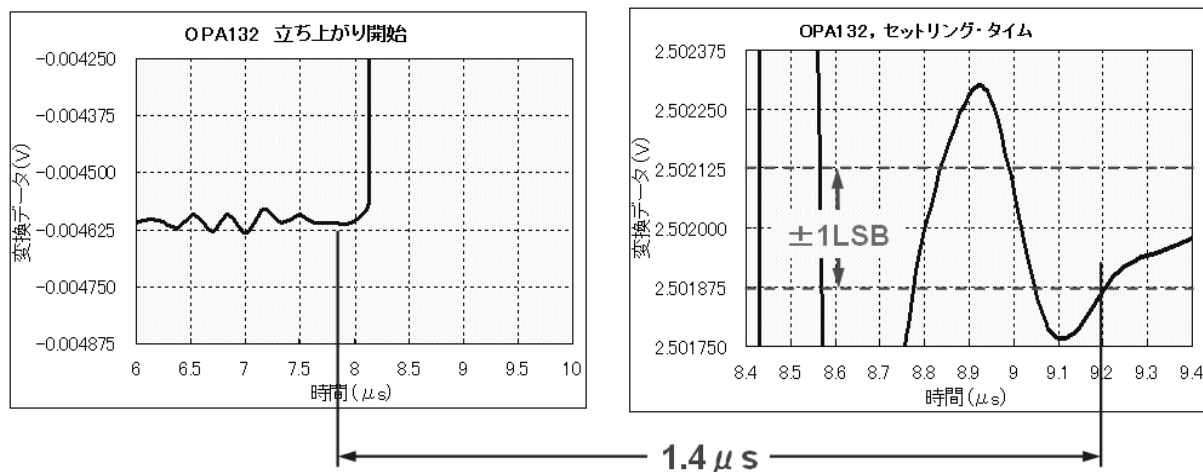 OPA132 立ち上がり開始
変換データ(V)
-0.004250
-0.004375
-0.004500
-0.004625
-0.004750
-0.004875
6 6.5 7 7.5 8 8.5 9 9.5 10
時間(μs)
OPA132, セットリング・タイム
変換データ(V)
2.502375
2.502250
2.502125
2.502000
2.501875
2.501750
±1LSB
8.4 8.5 8.6 8.7 8.8 8.9 9 9.1 9.2 9.3 9.4
時間(μs)
1.4μs